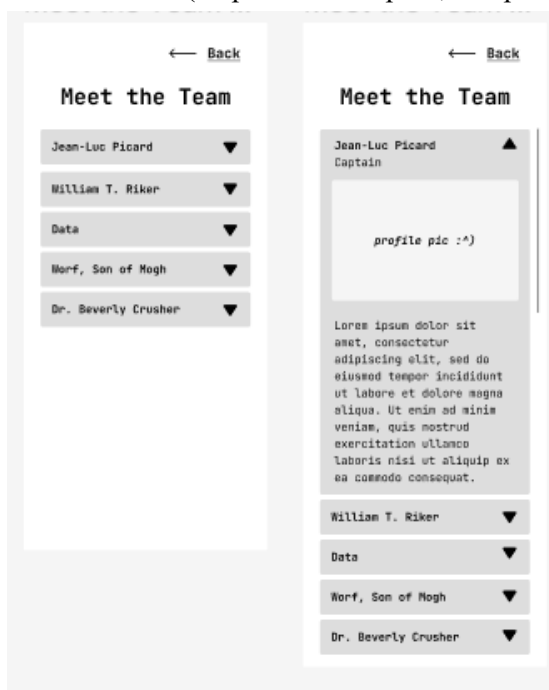 ← Back
Meet the Team
Jean-Luc Picard
William T. Riker
Data
Worf, Son of Mogh
Dr. Beverly Crusher
← Back
Meet the Team
Jean-Luc Picard
Captain
profile pic :^)
Lorem ipsum dolor sit
amet, consectetur
adipiscing elit, sed do
eiusmod tempor incididunt
ut labore et dolore magna
aliqua. Ut enim ad minim
veniam, quis nostrud
exercitation ullamco
laboris nisi ut aliquip ex
ea commodo consequat.
William T. Riker
Data
Worf, Son of Mogh
Dr. Beverly Crusher